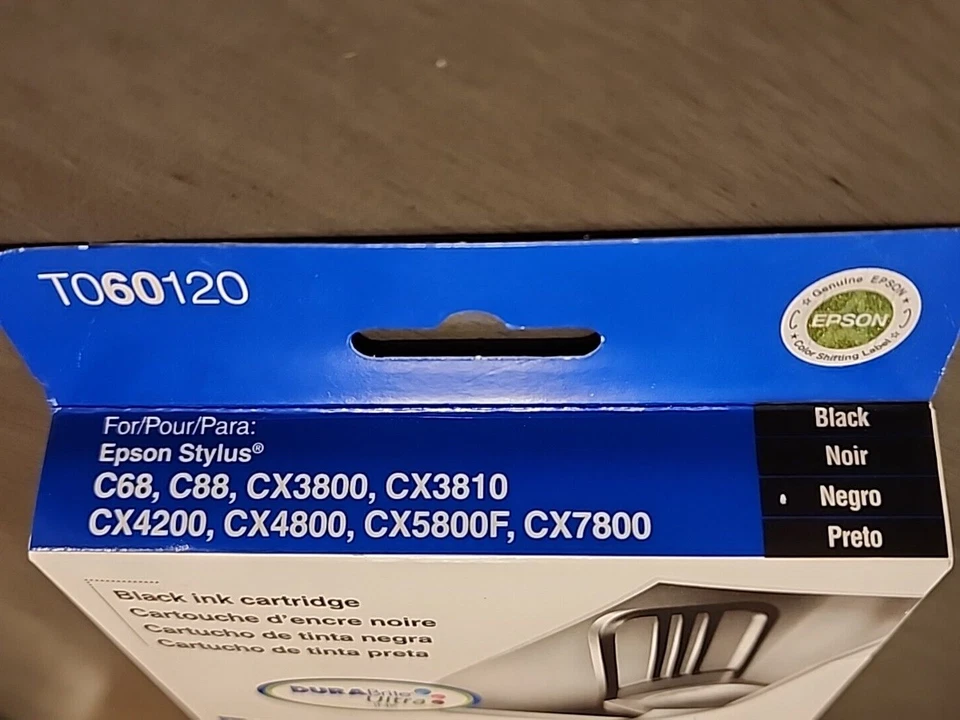 T060120
Genuine EPSON
EPSON
Color Shifting Label
For/Pour/Para:
Epson Stylus®
C68, C88, CX3800, CX3810
CX4200, CX4800, CX5800F, CX7800
Black
Noir
Negro
Preto
Black ink cartridge
Cartouche d'encre noire
Cartucho de tinta negra
Cartucho de tinta preta
DURABrite
Ultra